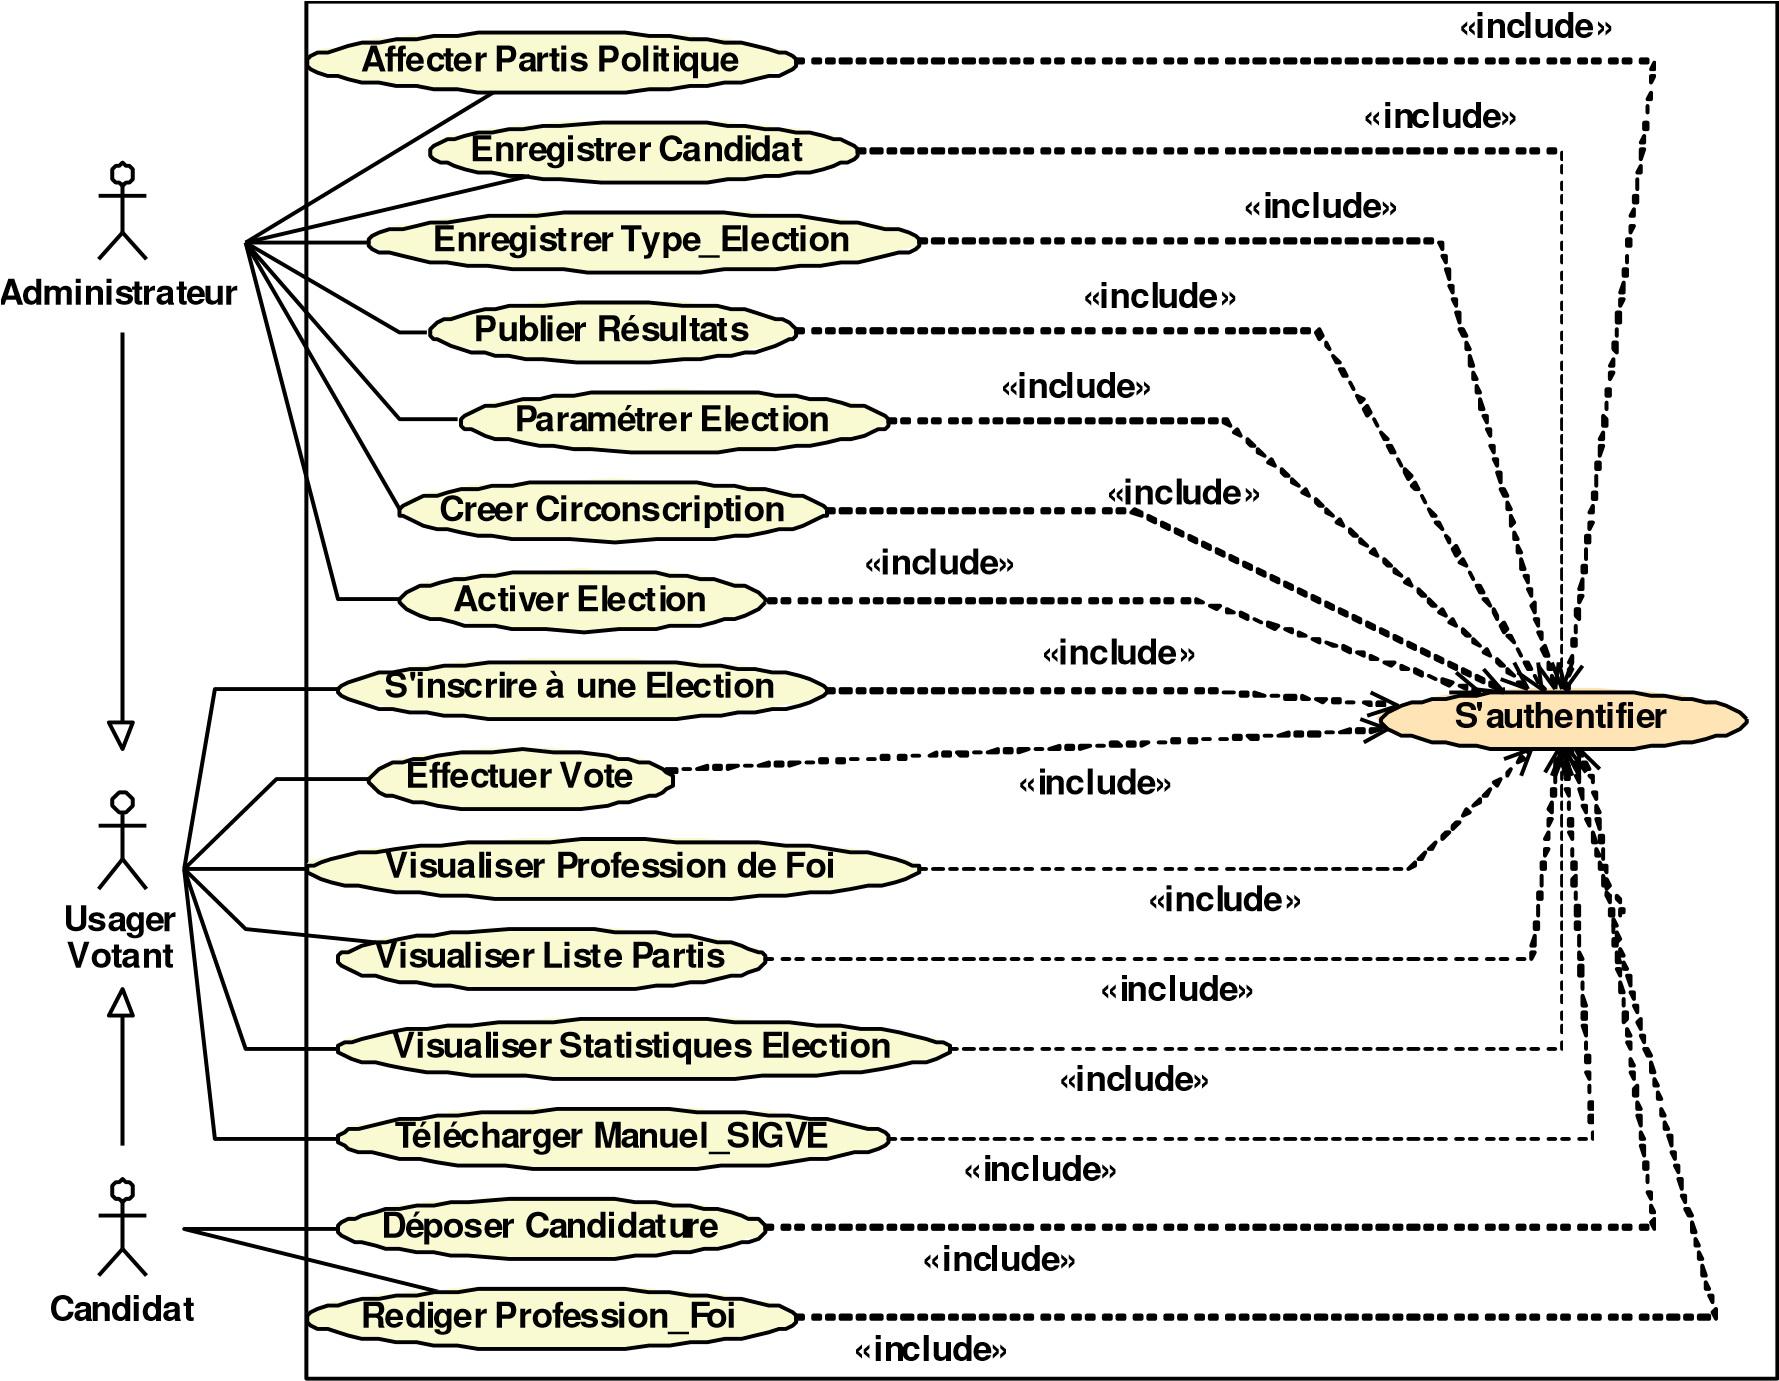 «include»
Affecter Partis Politique
«include»
Enregistrer Candidat
«include»
Enregistrer Type_Election
Administrateur
«include»
Publier Résultats
«include»
Paramétrer Election
«include»
Creer Circonscription
«include»
Activer Election
«include»
S'inscrire à une Election
S'authentifier
Effectuer Vote
«include»
Visualiser Profession de Foi
«include»
Usager
Votant
Visualiser Liste Partis
«include»
Visualiser Statistiques Election
«include»
Télécharger Manuel_SIGVE
«include»
Déposer Candidature
«include»
Candidat
Rediger Profession_Foi
«include»